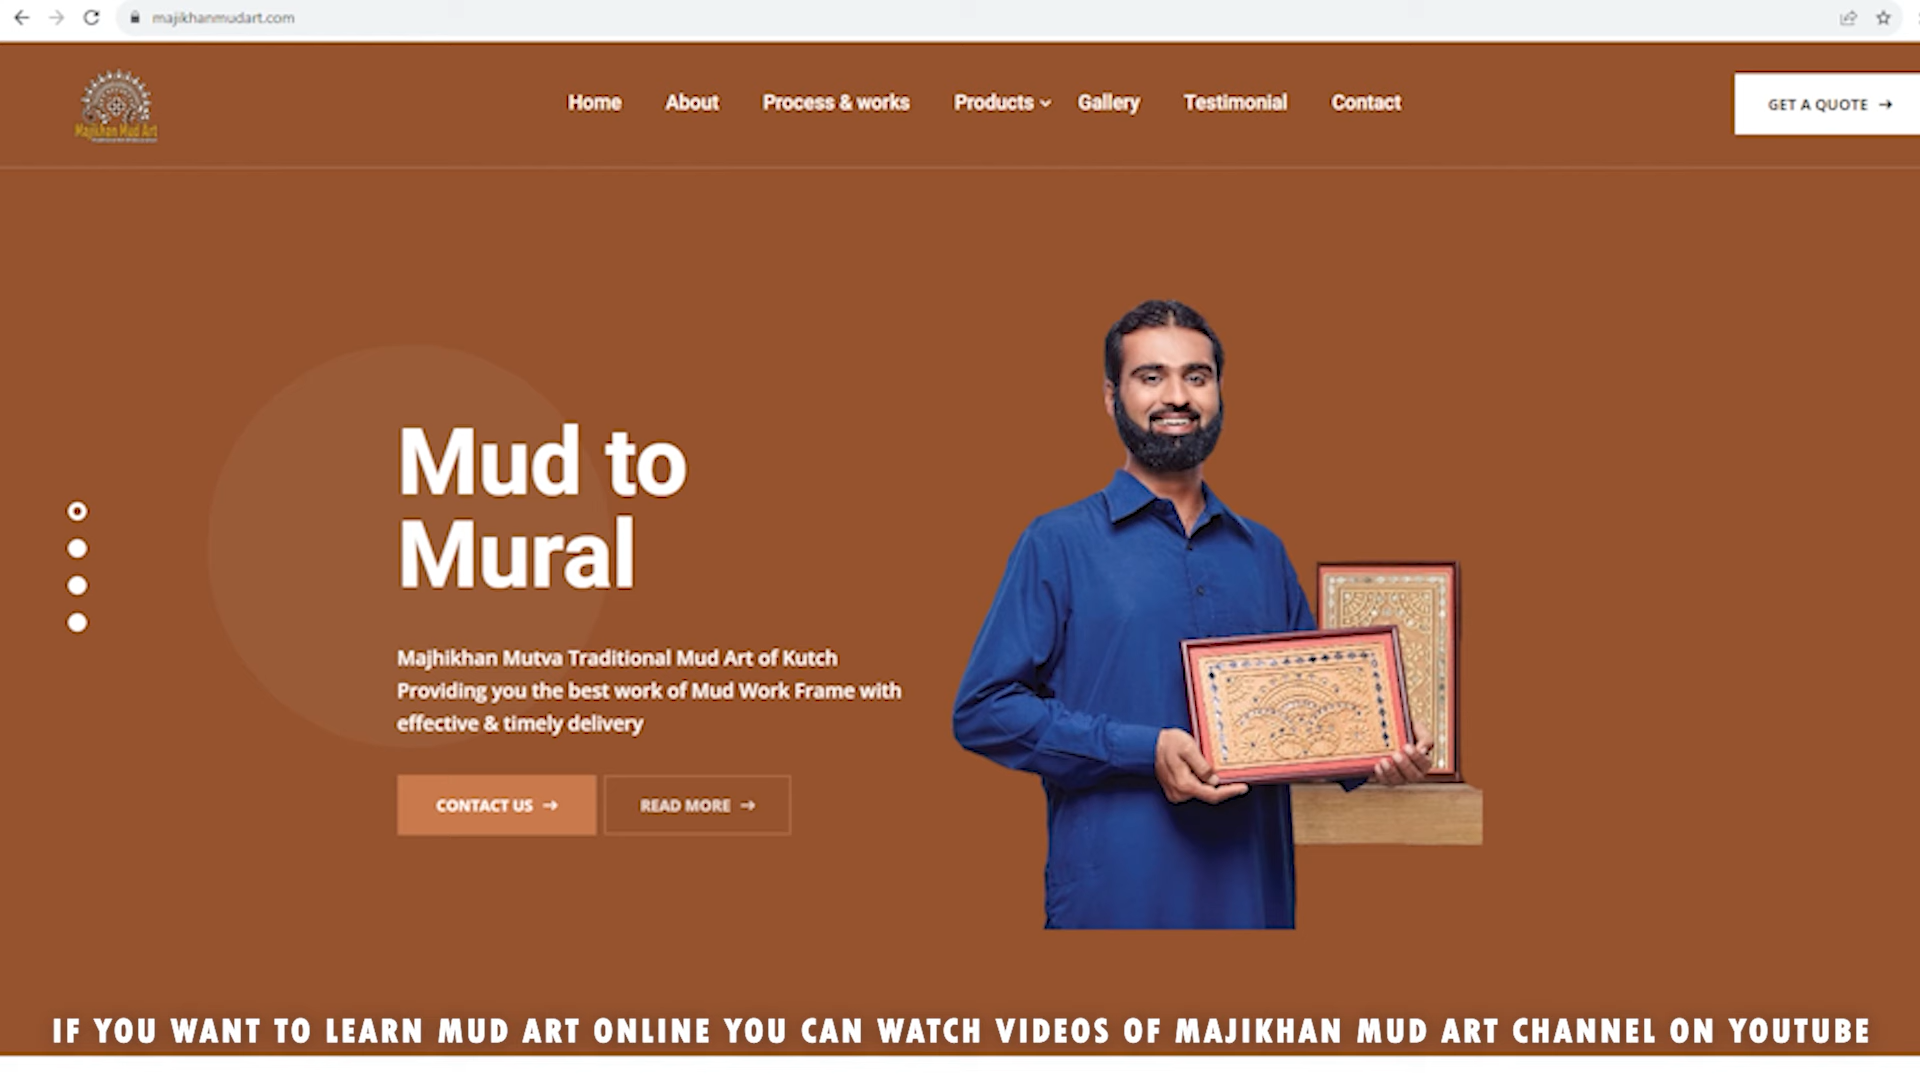 majikhanmudart.com
Majikhan Mud Art
Home About Process & works Products Gallery Testimonial Contact
GET A QUOTE →
Mud to
Mural
Majhikhan Mutva Traditional Mud Art of Kutch
Providing you the best work of Mud Work Frame with
effective & timely delivery
CONTACT US →
READ MORE →
IF YOU WANT TO LEARN MUD ART ONLINE YOU CAN WATCH VIDEOS OF MAJIKHAN MUD ART CHANNEL ON YOUTUBE